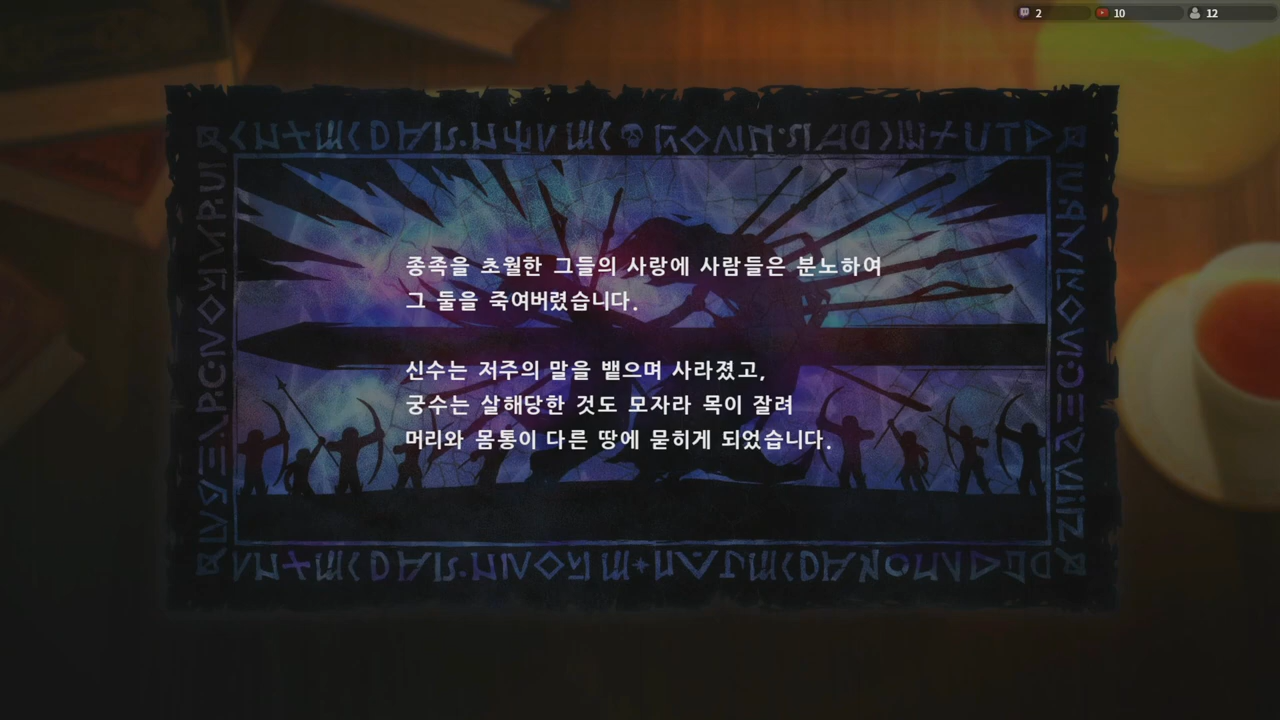 2 10 12
종족을 초월한 그들의 사랑에 사람들은 분노하여
그 둘을 죽여버렸습니다.
신수는 저주의 말을 뱉으며 사라졌고,
궁수는 살해당한 것도 모자라 목이 잘려
머리와 몸통이 다른 땅에 묻히게 되었습니다.